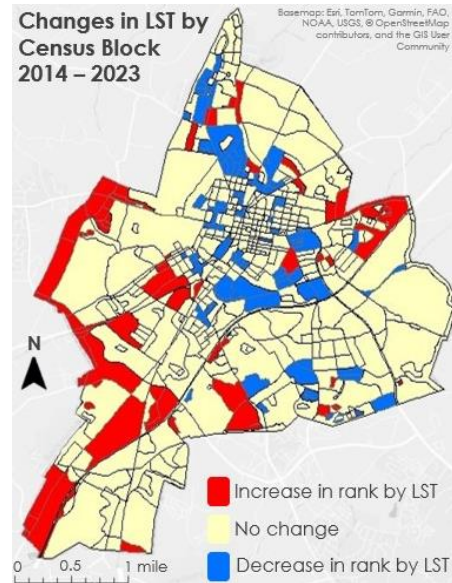 Changes in LST by
Census Block
2014 – 2023
Basemap: Esri, TomTom, Garmin, FAO,
NOAA, USGS, © OpenStreetMap
contributors, and the GIS User
Community
N
Increase in rank by LST
No change
Decrease in rank by LST
0 0.5 1 mile